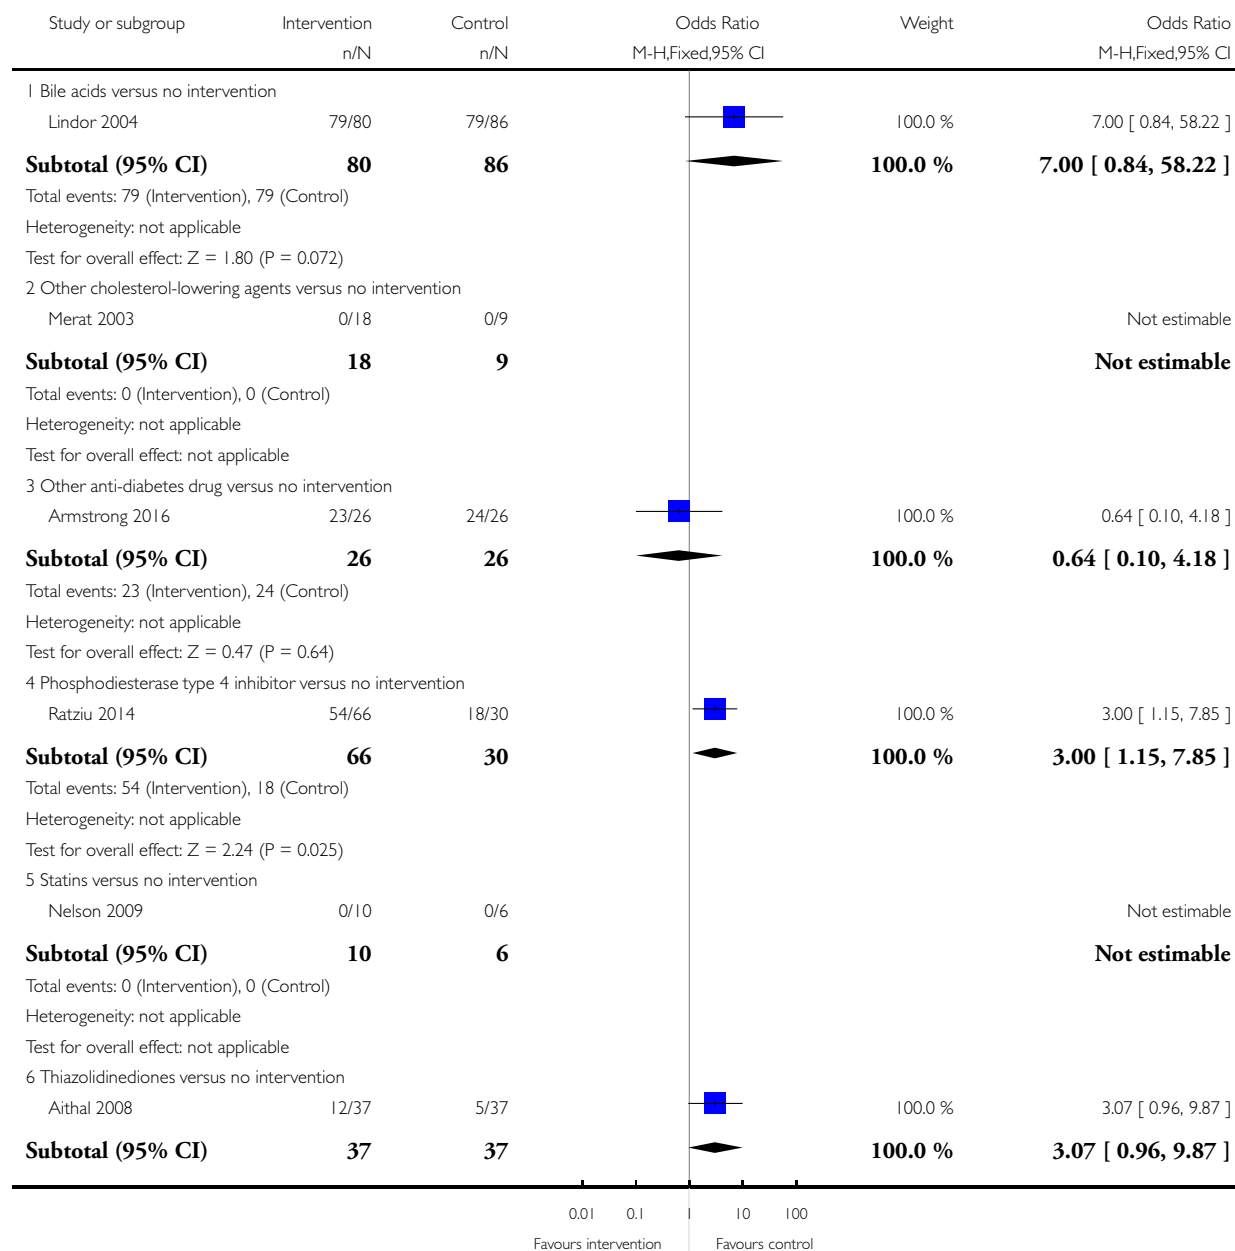 Study or subgroup Intervention Control Odds Ratio Weight Odds Ratio
n/N n/N M-H,Fixed,95% CI M-H,Fixed,95% CI
1 Bile acids versus no intervention
Lindor 2004 79/80 79/86 100.0 % 7.00 [ 0.84, 58.22 ]
Subtotal (95% CI) 80 86 100.0 % 7.00 [ 0.84, 58.22 ]
Total events: 79 (Intervention), 79 (Control)
Heterogeneity: not applicable
Test for overall effect: Z = 1.80 (P = 0.072)
2 Other cholesterol-lowering agents versus no intervention
Merat 2003 0/18 0/9 Not estimable
Subtotal (95% CI) 18 9 Not estimable
Total events: 0 (Intervention), 0 (Control)
Heterogeneity: not applicable
Test for overall effect: not applicable
3 Other anti-diabetes drug versus no intervention
Armstrong 2016 23/26 24/26 100.0 % 0.64 [ 0.10, 4.18 ]
Subtotal (95% CI) 26 26 100.0 % 0.64 [ 0.10, 4.18 ]
Total events: 23 (Intervention), 24 (Control)
Heterogeneity: not applicable
Test for overall effect: Z = 0.47 (P = 0.64)
4 Phosphodiesterase type 4 inhibitor versus no intervention
Ratziu 2014 54/66 18/30 100.0 % 3.00 [ 1.15, 7.85 ]
Subtotal (95% CI) 66 30 100.0 % 3.00 [ 1.15, 7.85 ]
Total events: 54 (Intervention), 18 (Control)
Heterogeneity: not applicable
Test for overall effect: Z = 2.24 (P = 0.025)
5 Statins versus no intervention
Nelson 2009 0/10 0/6 Not estimable
Subtotal (95% CI) 10 6 Not estimable
Total events: 0 (Intervention), 0 (Control)
Heterogeneity: not applicable
Test for overall effect: not applicable
6 Thiazolidinediones versus no intervention
Aithal 2008 12/37 5/37 100.0 % 3.07 [ 0.96, 9.87 ]
Subtotal (95% CI) 37 37 100.0 % 3.07 [ 0.96, 9.87 ]
0.01 0.1 1 10 100
Favours intervention Favours control